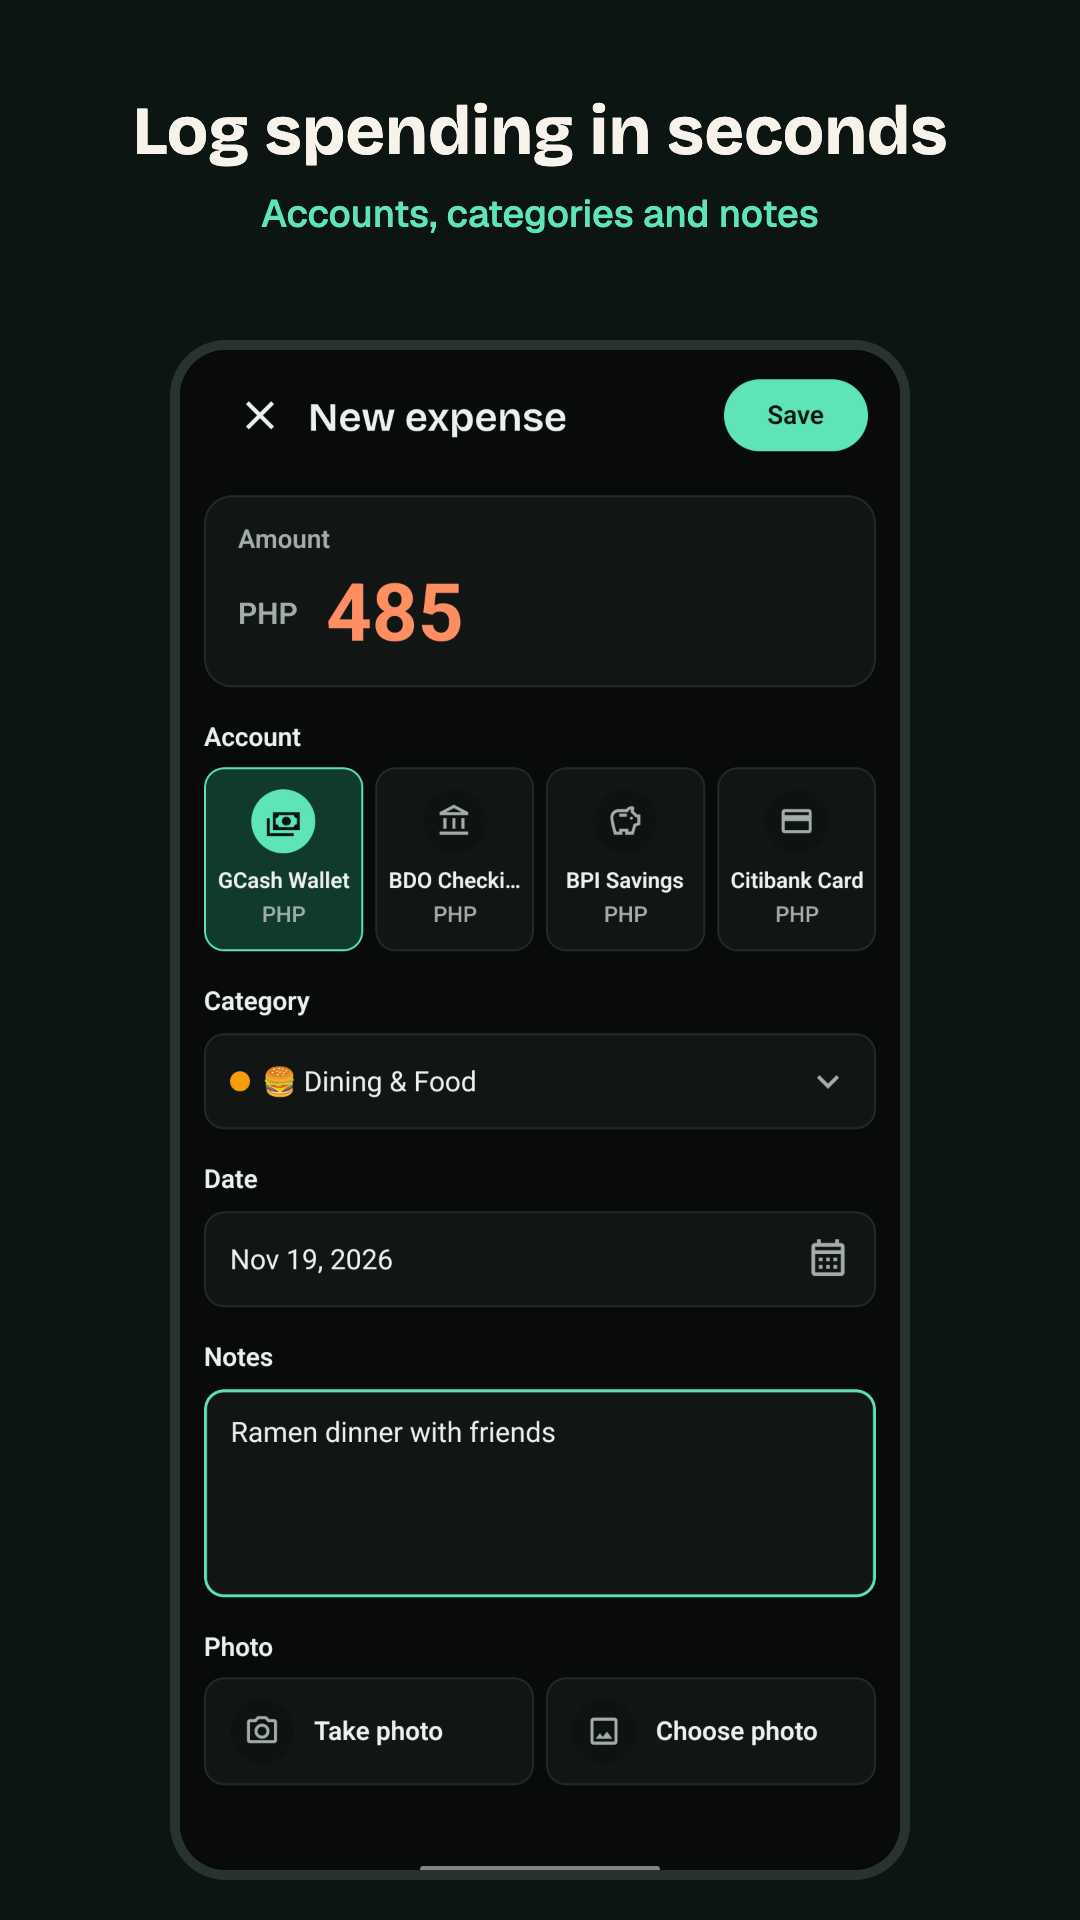 Log spending in seconds
Accounts, categories and notes
New expense
Save
Amount
PHP 485
Account
GCash Wallet
PHP
BDO Checki...
PHP
BPI Savings
PHP
Citibank Card
PHP
Category
🍔 Dining & Food
Date
Nov 19, 2026
Notes
Ramen dinner with friends
Photo
Take photo
Choose photo